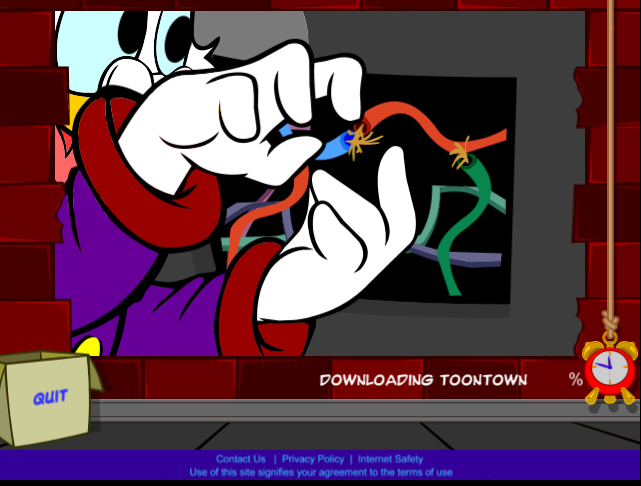 DOWNLOADING TOONTOWN %
QUIT
Contact Us | Privacy Policy | Internet Safety
Use of this site signifies your agreement to the terms of use